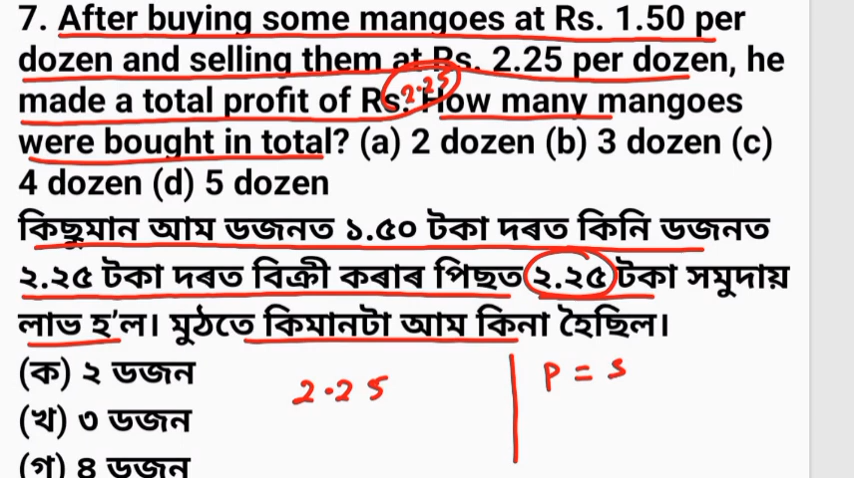 7. After buying some mangoes at Rs. 1.50 per
dozen and selling them at Rs. 2.25 per dozen, he
made a total profit of Rs. 2.25 How many mangoes
were bought in total? (a) 2 dozen (b) 3 dozen (c)
4 dozen (d) 5 dozen
কিছুমান আম ডজনত ১.৫০ টকা দৰত কিনি ডজনত
২.২৫ টকা দৰত বিক্ৰী কৰাৰ পিছত ২.২৫ টকা সমুদায়
লাভ হ'ল। মুঠতে কিমানটা আম কিনা হৈছিল।
(ক) ২ ডজন
(খ) ৩ ডজন
(গ) ৪ ডজন
2.25
P = S